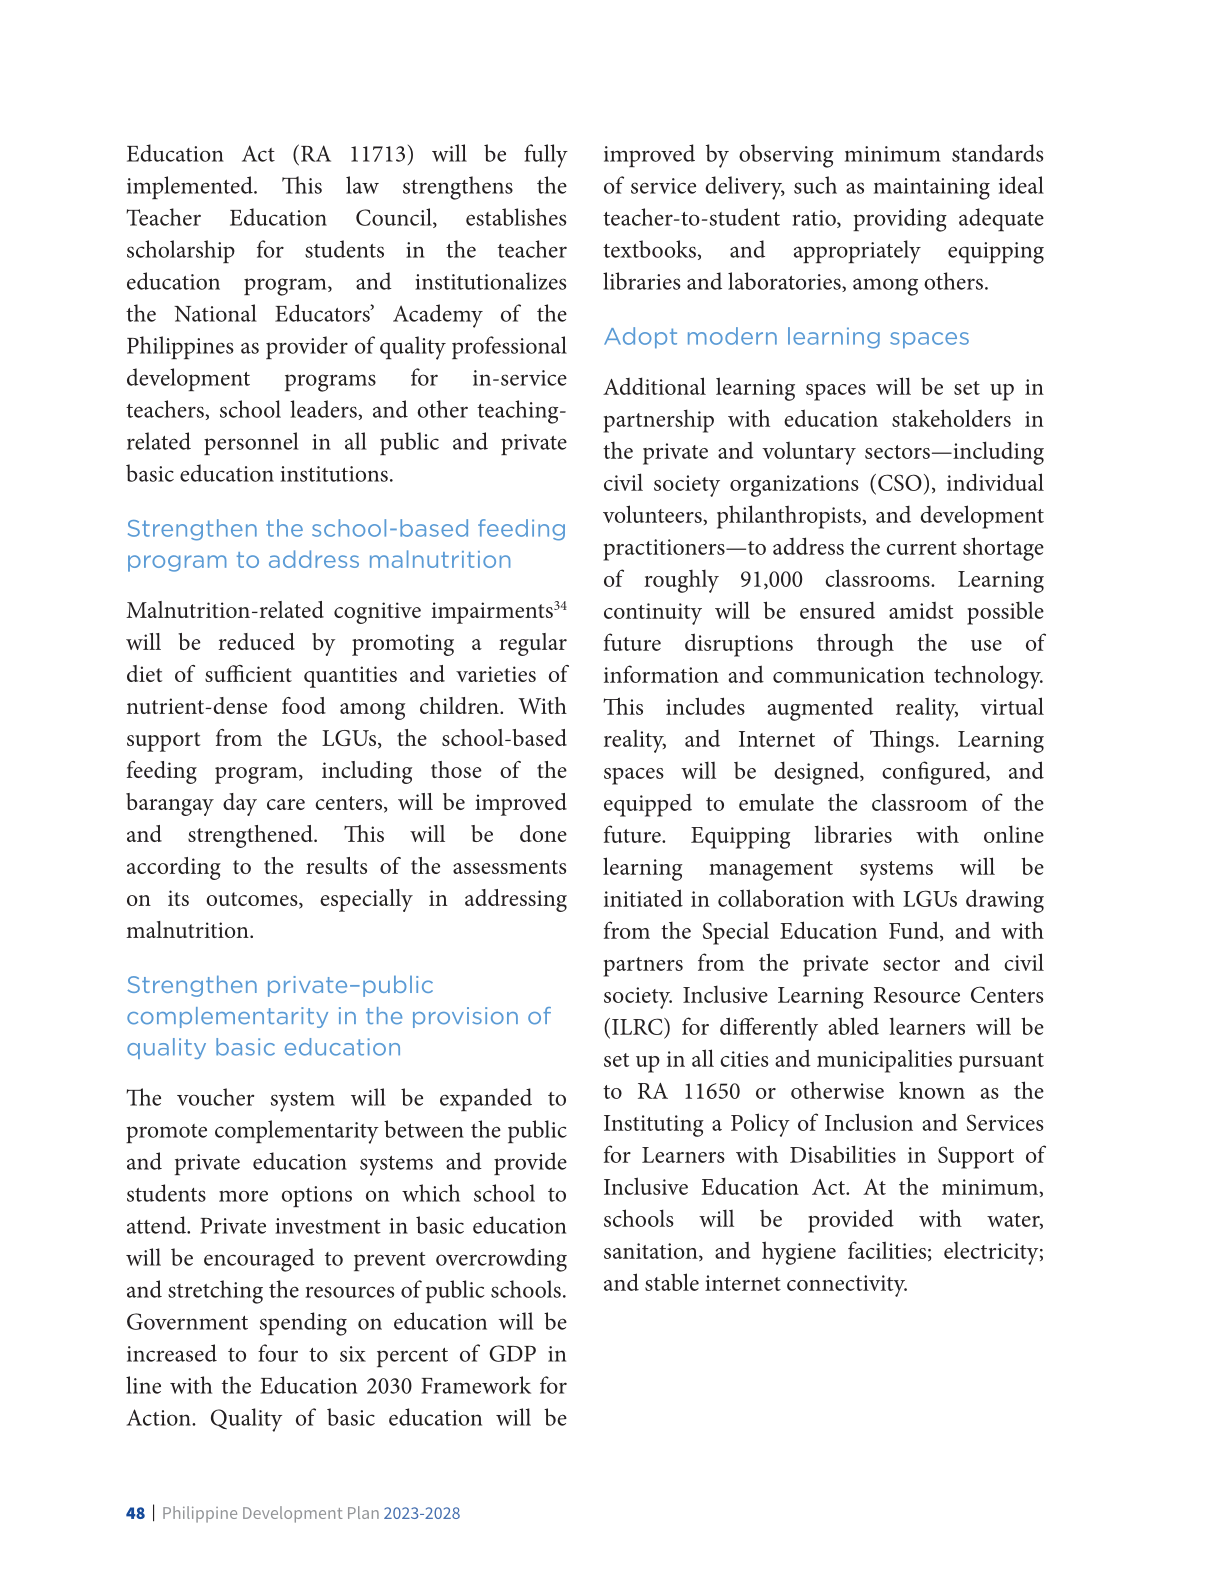 Education Act (RA 11713) will be fully
implemented. This law strengthens the
Teacher Education Council, establishes
scholarship for students in the teacher
education program, and institutionalizes
the National Educators’ Academy of the
Philippines as provider of quality professional
development programs for in-service
teachers, school leaders, and other teaching-
related personnel in all public and private
basic education institutions.
Strengthen the school-based feeding
program to address malnutrition
Malnutrition-related cognitive impairments34
will be reduced by promoting a regular
diet of sufficient quantities and varieties of
nutrient-dense food among children. With
support from the LGUs, the school-based
feeding program, including those of the
barangay day care centers, will be improved
and strengthened. This will be done
according to the results of the assessments
on its outcomes, especially in addressing
malnutrition.
Strengthen private–public
complementarity in the provision of
quality basic education
The voucher system will be expanded to
promote complementarity between the public
and private education systems and provide
students more options on which school to
attend. Private investment in basic education
will be encouraged to prevent overcrowding
and stretching the resources of public schools.
Government spending on education will be
increased to four to six percent of GDP in
line with the Education 2030 Framework for
Action. Quality of basic education will be
improved by observing minimum standards
of service delivery, such as maintaining ideal
teacher-to-student ratio, providing adequate
textbooks, and appropriately equipping
libraries and laboratories, among others.
Adopt modern learning spaces
Additional learning spaces will be set up in
partnership with education stakeholders in
the private and voluntary sectors—including
civil society organizations (CSO), individual
volunteers, philanthropists, and development
practitioners—to address the current shortage
of roughly 91,000 classrooms. Learning
continuity will be ensured amidst possible
future disruptions through the use of
information and communication technology.
This includes augmented reality, virtual
reality, and Internet of Things. Learning
spaces will be designed, configured, and
equipped to emulate the classroom of the
future. Equipping libraries with online
learning management systems will be
initiated in collaboration with LGUs drawing
from the Special Education Fund, and with
partners from the private sector and civil
society. Inclusive Learning Resource Centers
(ILRC) for differently abled learners will be
set up in all cities and municipalities pursuant
to RA 11650 or otherwise known as the
Instituting a Policy of Inclusion and Services
for Learners with Disabilities in Support of
Inclusive Education Act. At the minimum,
schools will be provided with water,
sanitation, and hygiene facilities; electricity;
and stable internet connectivity.
48 | Philippine Development Plan 2023-2028